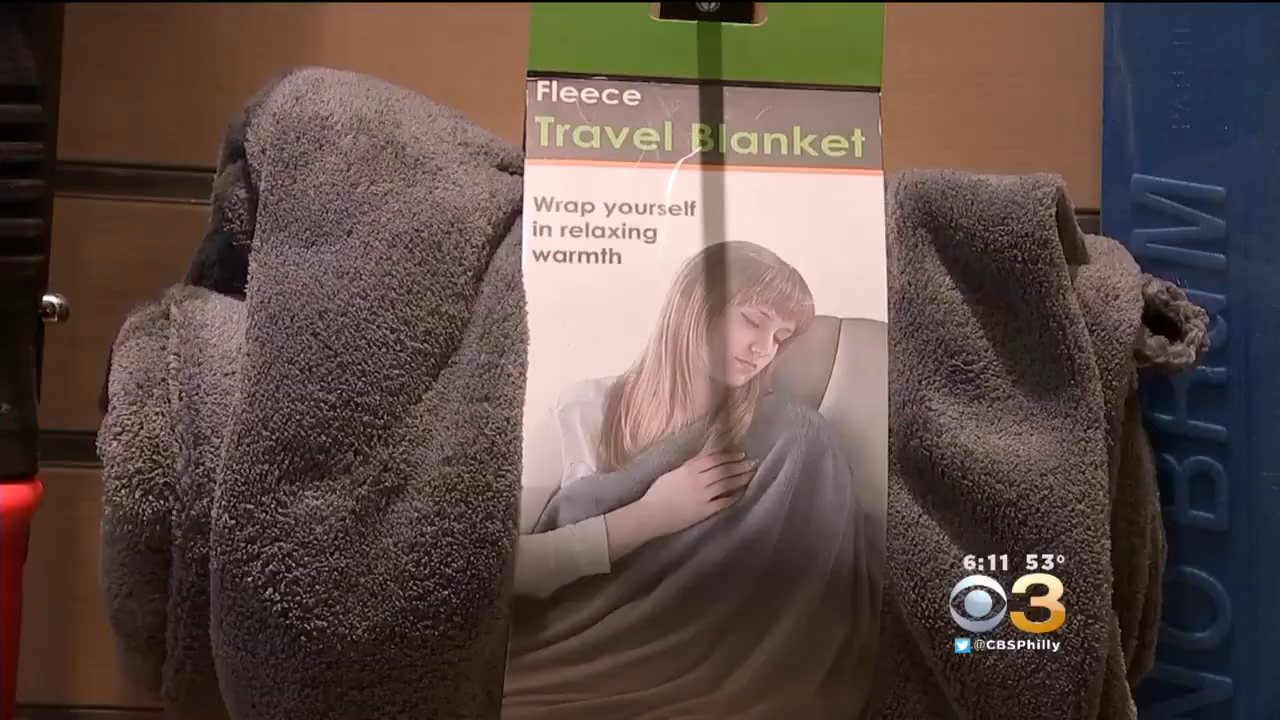 Fleece
Travel Blanket
Wrap yourself
in relaxing
warmth
6:11 53°
3
@CBSPhilly